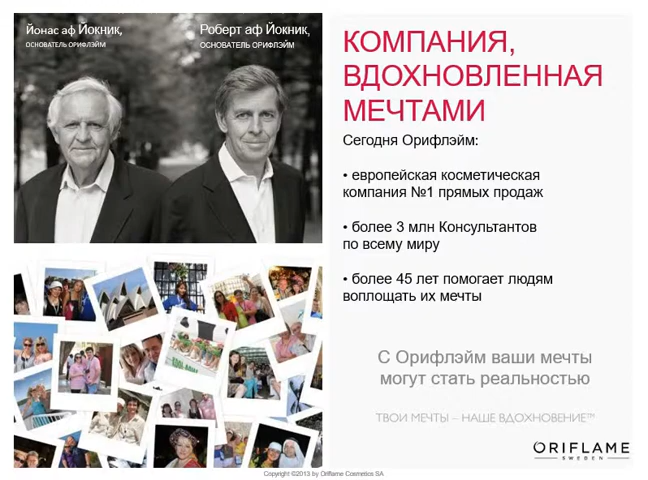 Йонас аф Йокник,
ОСНОВАТЕЛЬ ОРИФЛЭЙМ
Роберт аф Йокник,
ОСНОВАТЕЛЬ ОРИФЛЭЙМ
КОМПАНИЯ,
ВДОХНОВЛЕННАЯ
МЕЧТАМИ
Сегодня Орифлэйм:
• европейская косметическая
компания №1 прямых продаж
• более 3 млн Консультантов
по всему миру
• более 45 лет помогает людям
воплощать их мечты
С Орифлэйм ваши мечты
могут стать реальностью
ТВОИ МЕЧТЫ – НАШЕ ВДОХНОВЕНИЕ™
ORIFLAME
SWEDEN
Copyright ©2013 by Oriflame Cosmetics SA